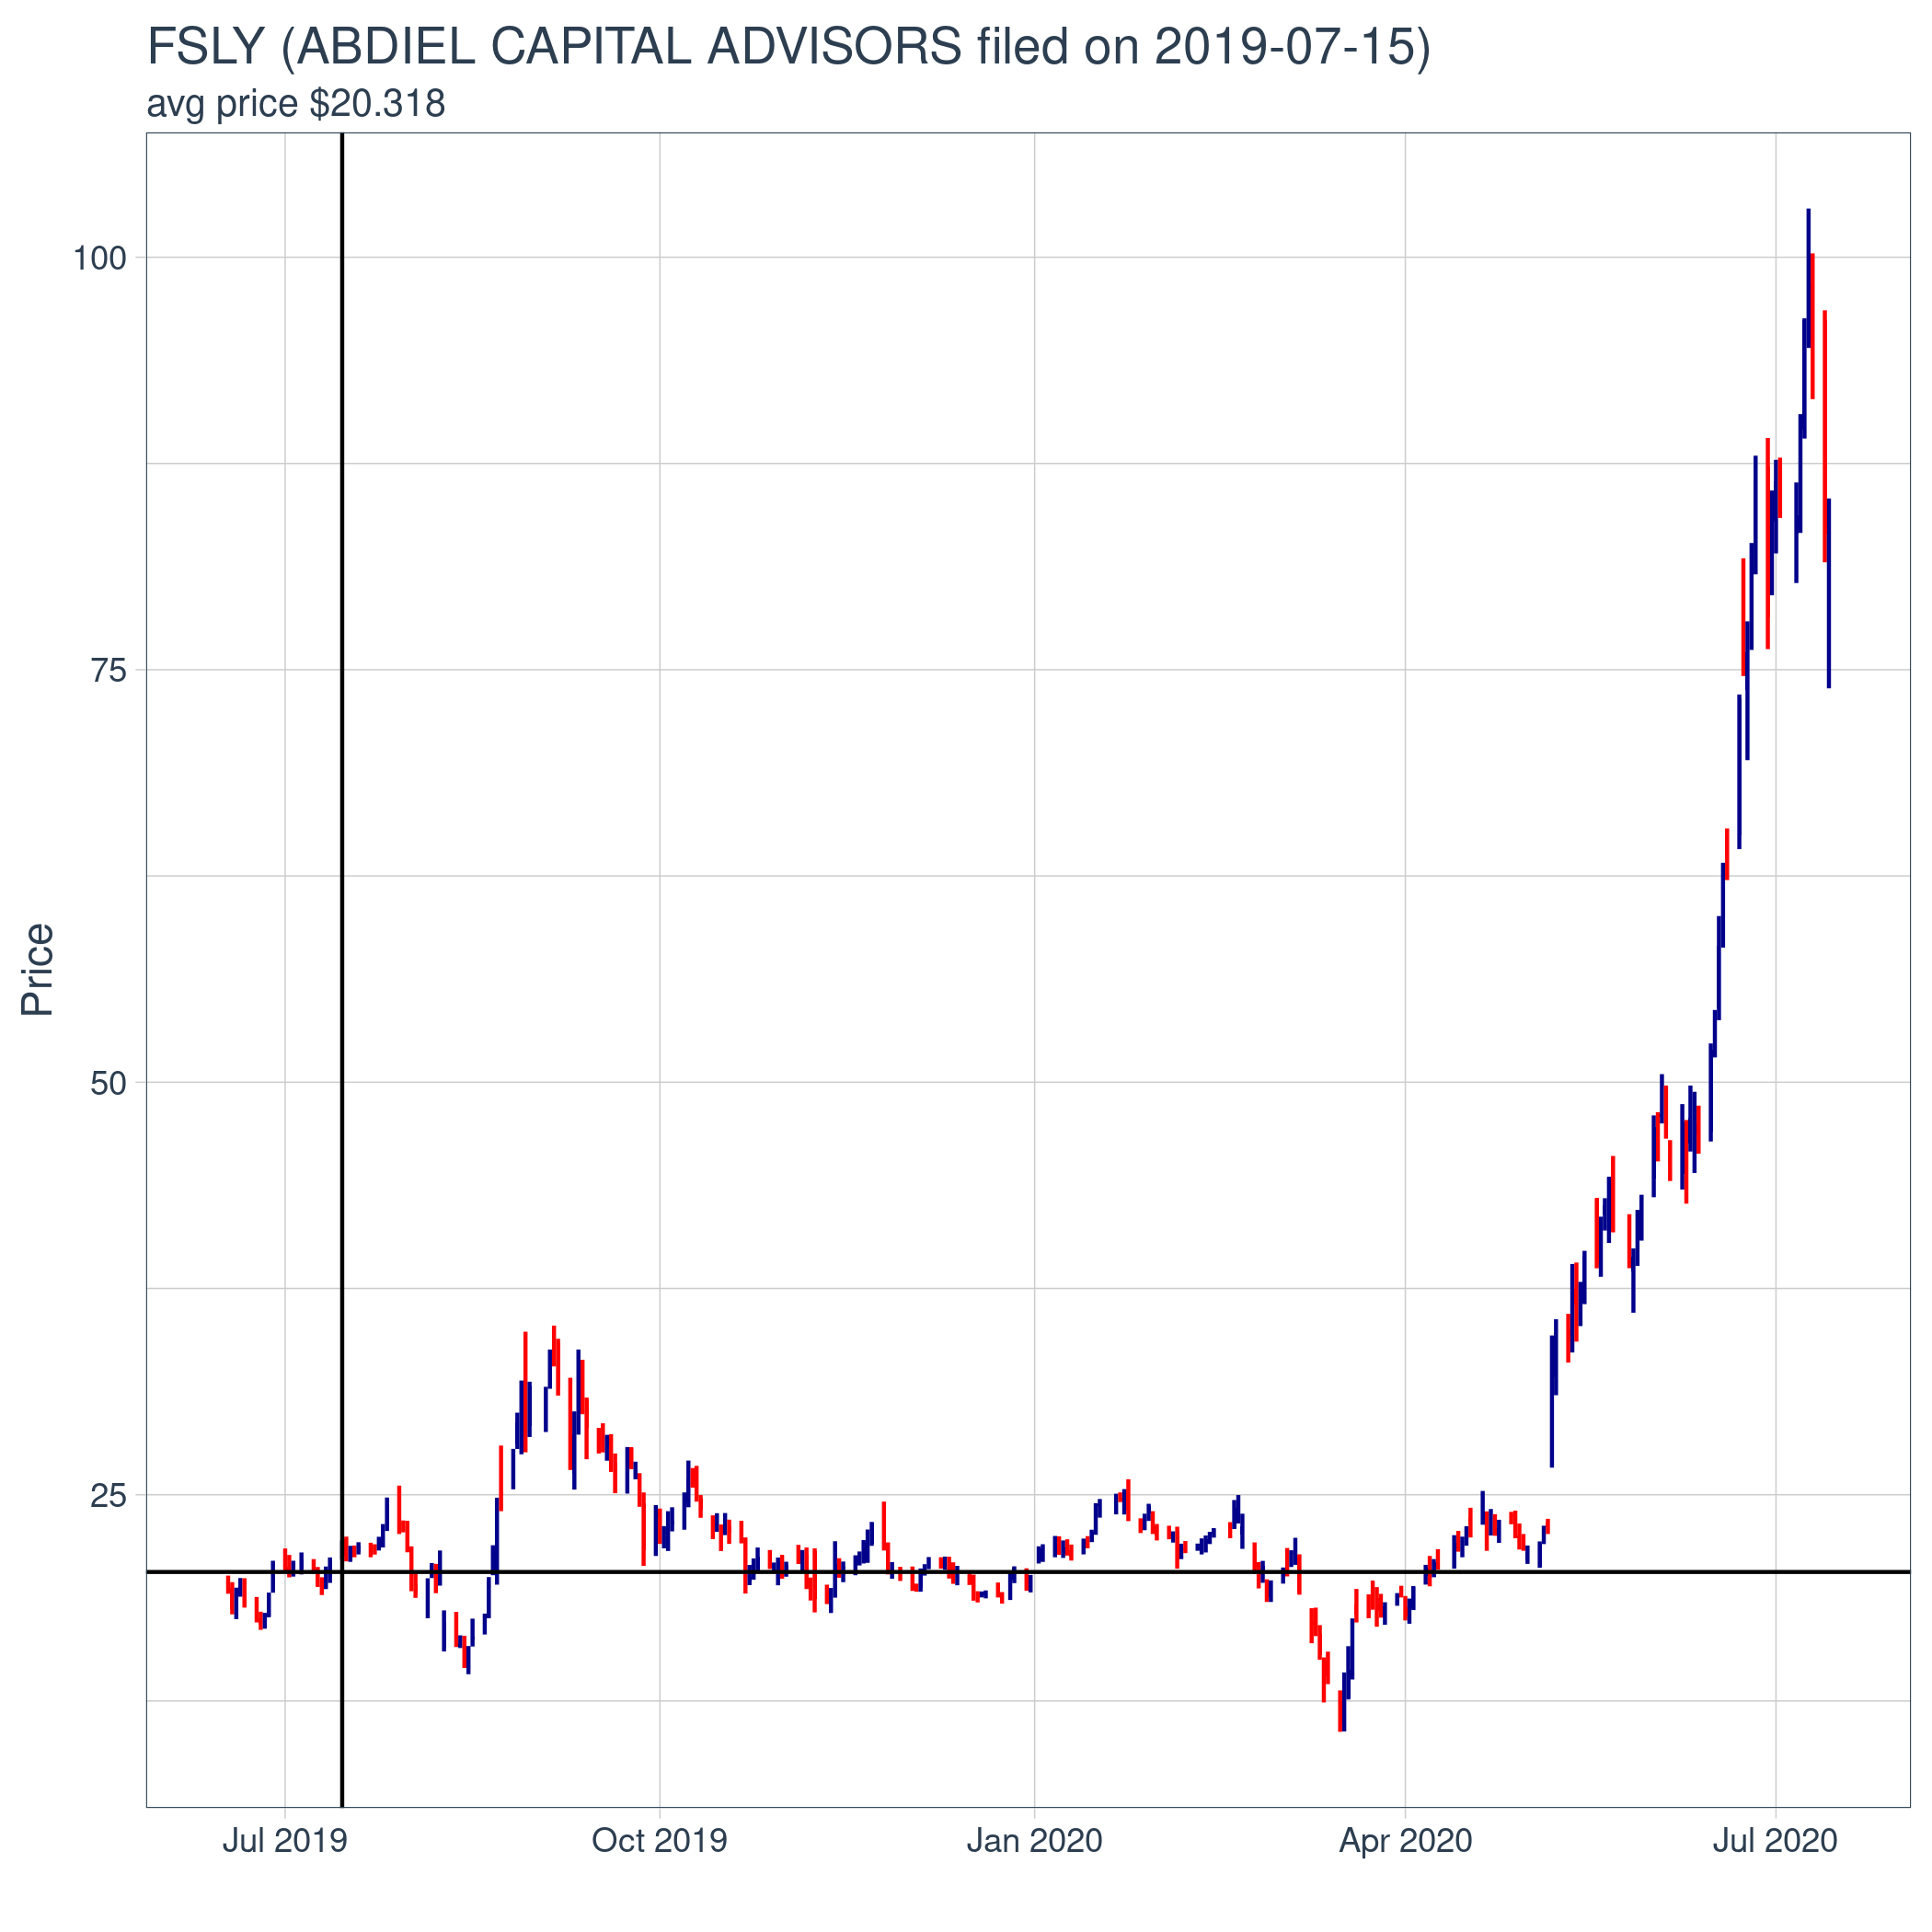 FSLY (ABDIEL CAPITAL ADVISORS filed on 2019-07-15)
avg price $20.318
100
75
50
25
Price
Jul 2019
Oct 2019
Jan 2020
Apr 2020
Jul 2020